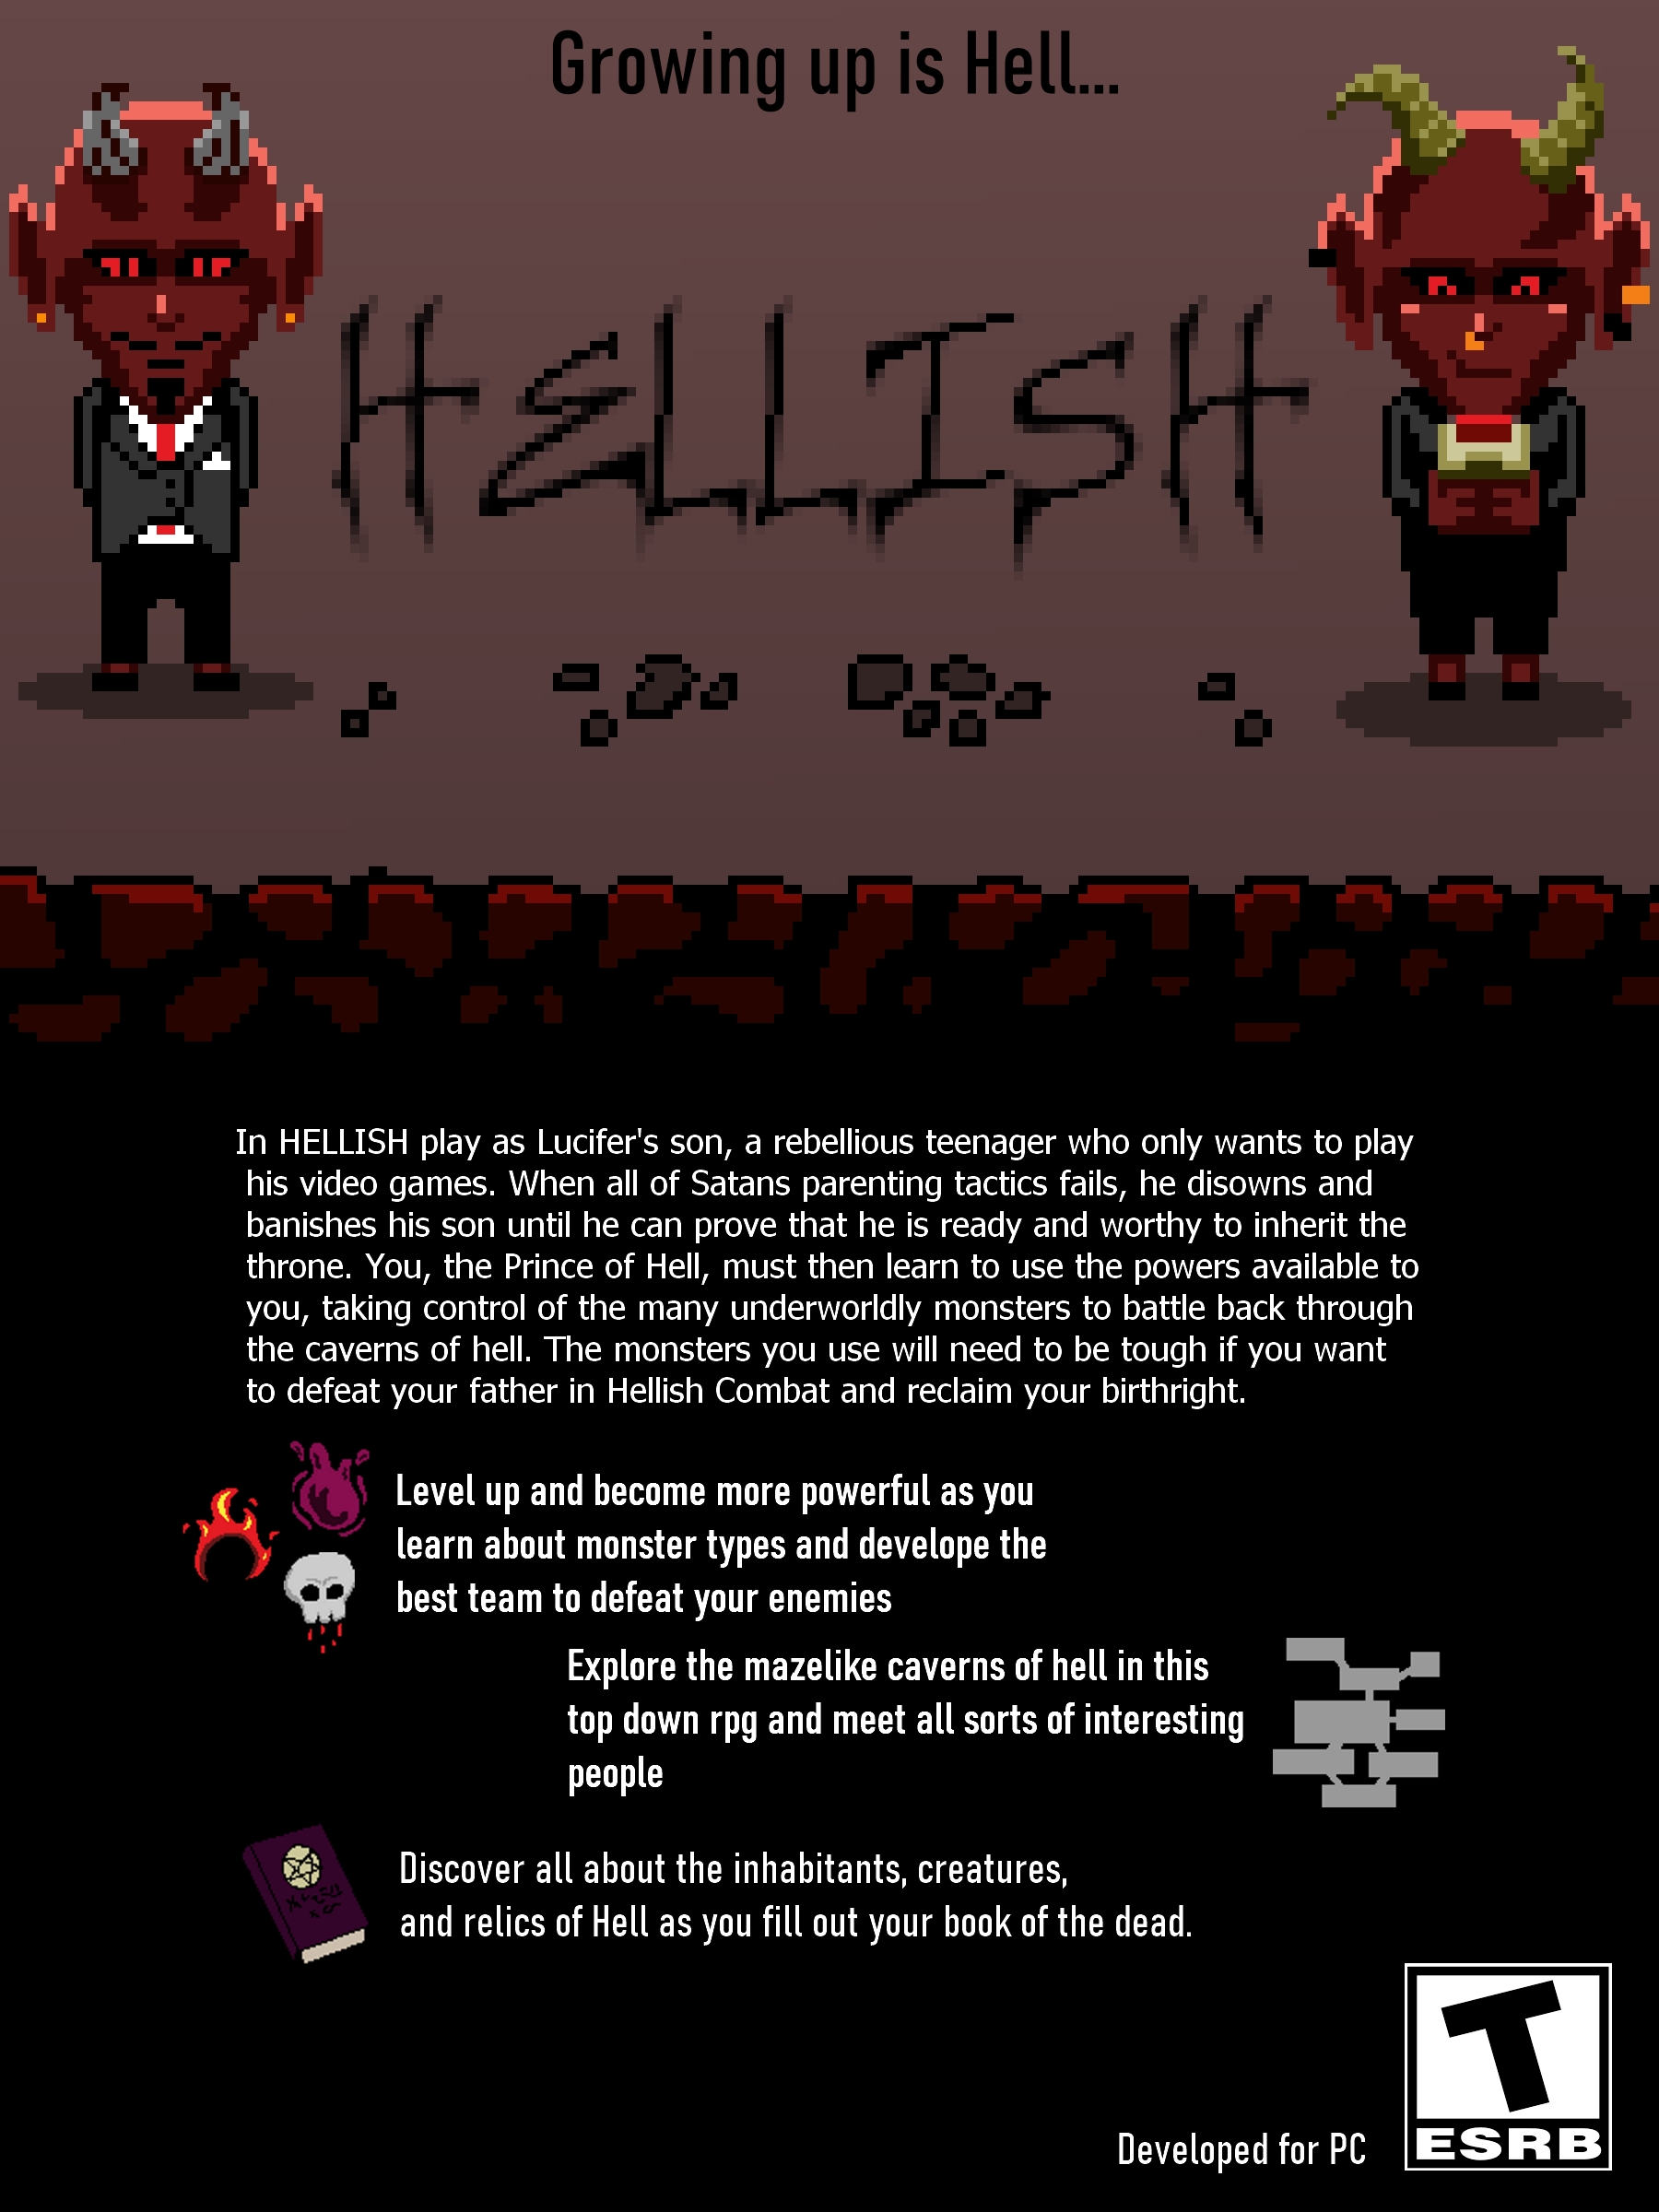 Growing up is Hell...
HELLISH
In HELLISH play as Lucifer's son, a rebellious teenager who only wants to play
his video games. When all of Satans parenting tactics fails, he disowns and
banishes his son until he can prove that he is ready and worthy to inherit the
throne. You, the Prince of Hell, must then learn to use the powers available to
you, taking control of the many underworldly monsters to battle back through
the caverns of hell. The monsters you use will need to be tough if you want
to defeat your father in Hellish Combat and reclaim your birthright.
Level up and become more powerful as you
learn about monster types and develope the
best team to defeat your enemies
Explore the mazelike caverns of hell in this
top down rpg and meet all sorts of interesting
people
Discover all about the inhabitants, creatures,
and relics of Hell as you fill out your book of the dead.
Developed for PC
T
ESRB